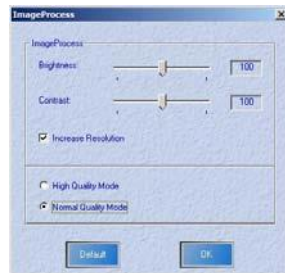 ImageProcess
ImageProcess
Brightness: 100
Contrast: 100
Increase Resolution
High Quality Mode
Normal Quality Mode
Default OK